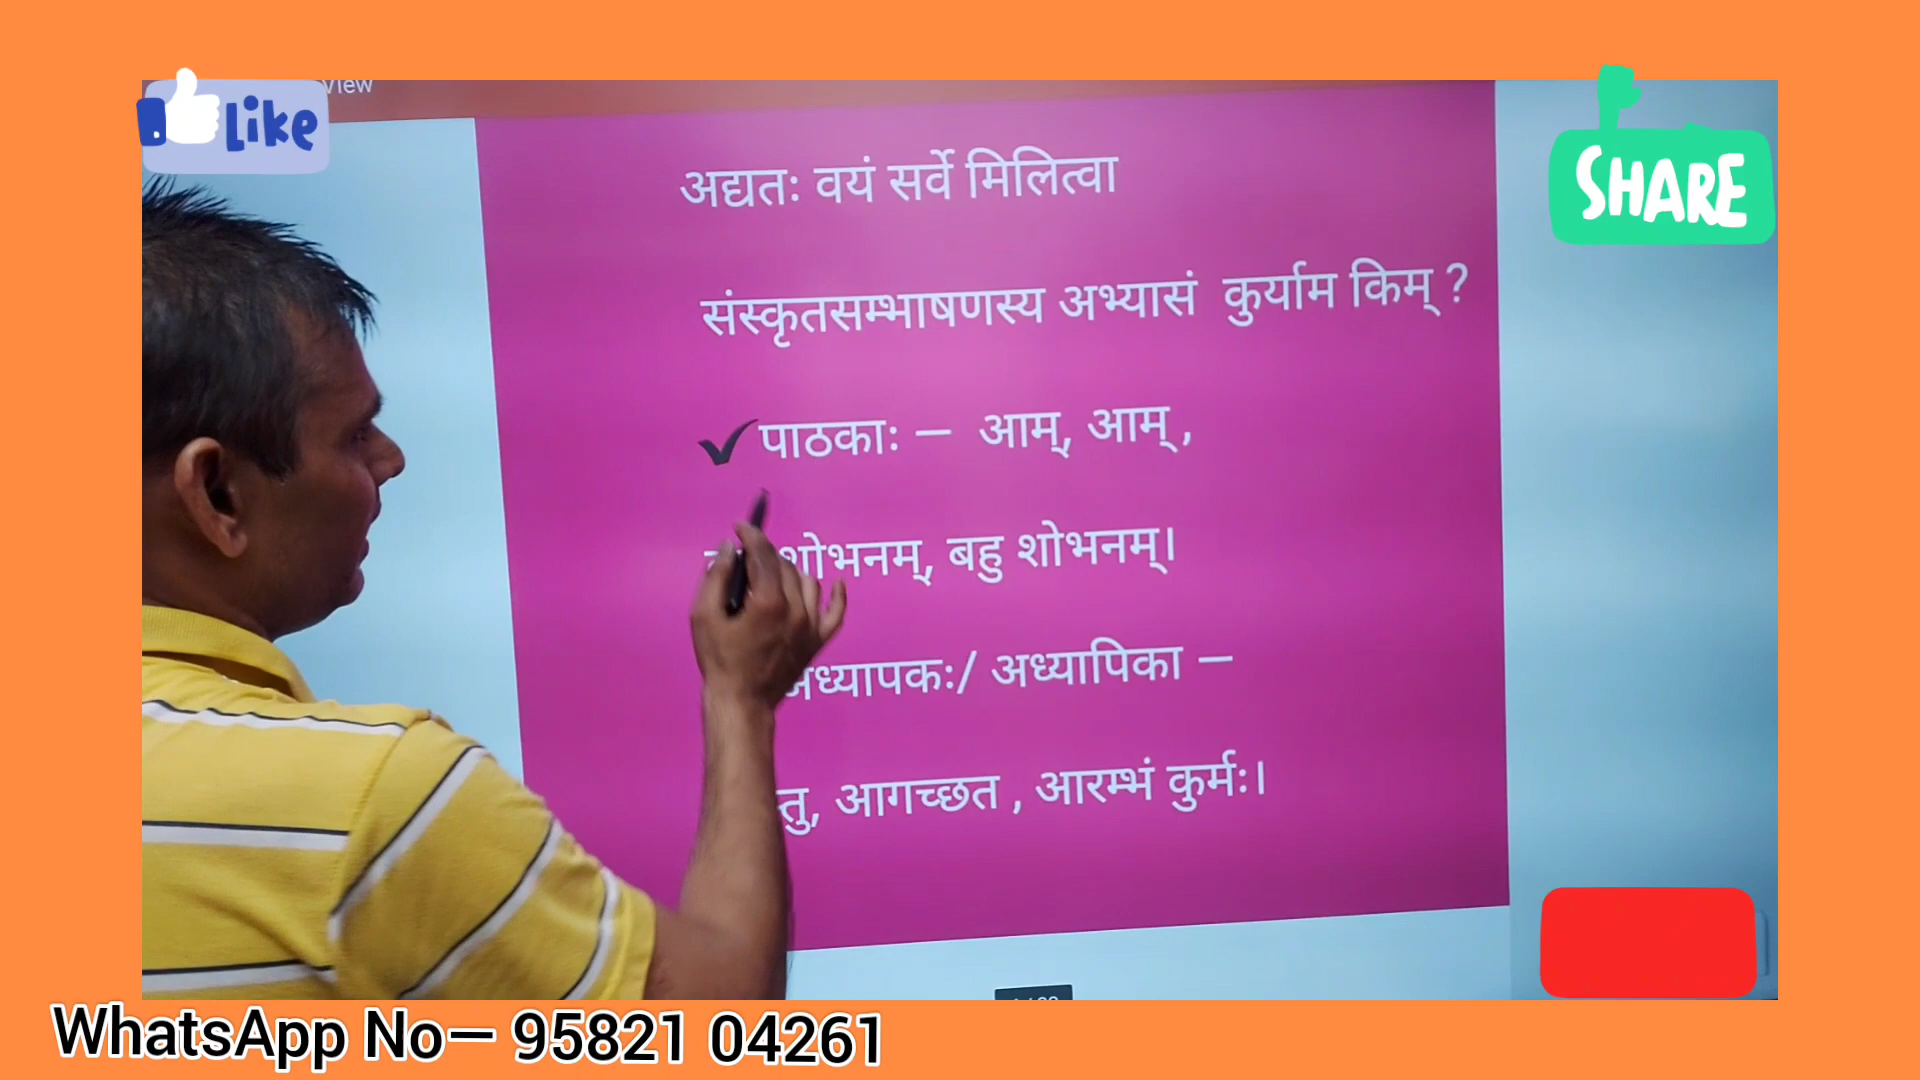 View
Like
SHARE
अद्यतः वयं सर्वे मिलित्वा
संस्कृतसम्भाषणस्य अभ्यासं कुर्याम किम् ?
पाठकाः – आम्, आम् ,
शोभनम्, बहु शोभनम्।
अध्यापकः/ अध्यापिका –
आगच्छत , आरम्भं कुर्मः।
WhatsApp No– 95821 04261